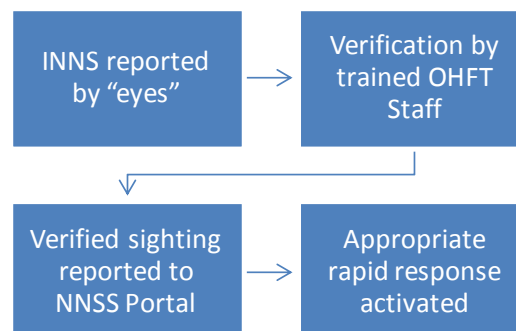 INNS reported
by “eyes”
Verification by
trained OHFT
Staff
Verified sighting
reported to
NNSS Portal
Appropriate
rapid response
activated